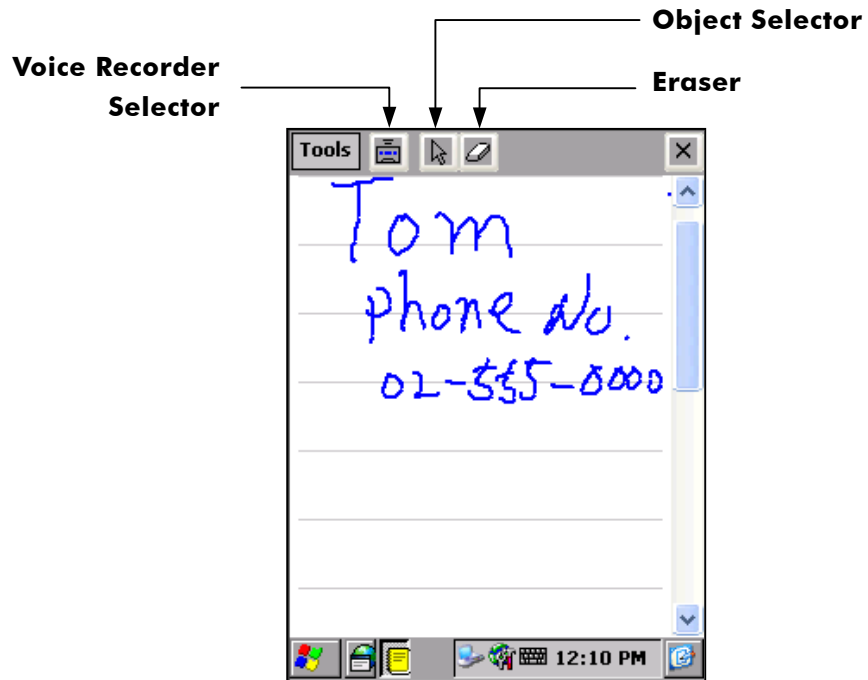 Object Selector
Voice Recorder
Selector
Eraser
Tools
Tom
phone No.
02-555-0000
12:10 PM